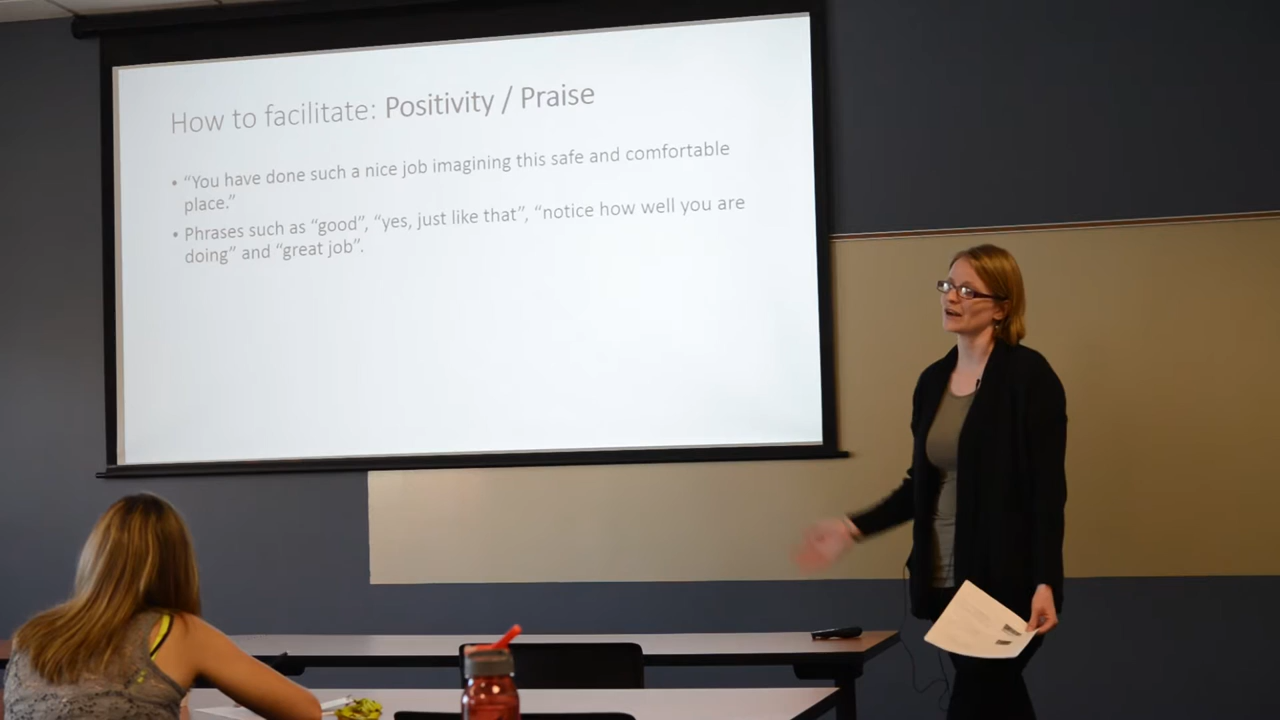 How to facilitate: Positivity / Praise
• “You have done such a nice job imagining this safe and comfortable
place.”
• Phrases such as “good”, “yes, just like that”, “notice how well you are
doing” and “great job”.